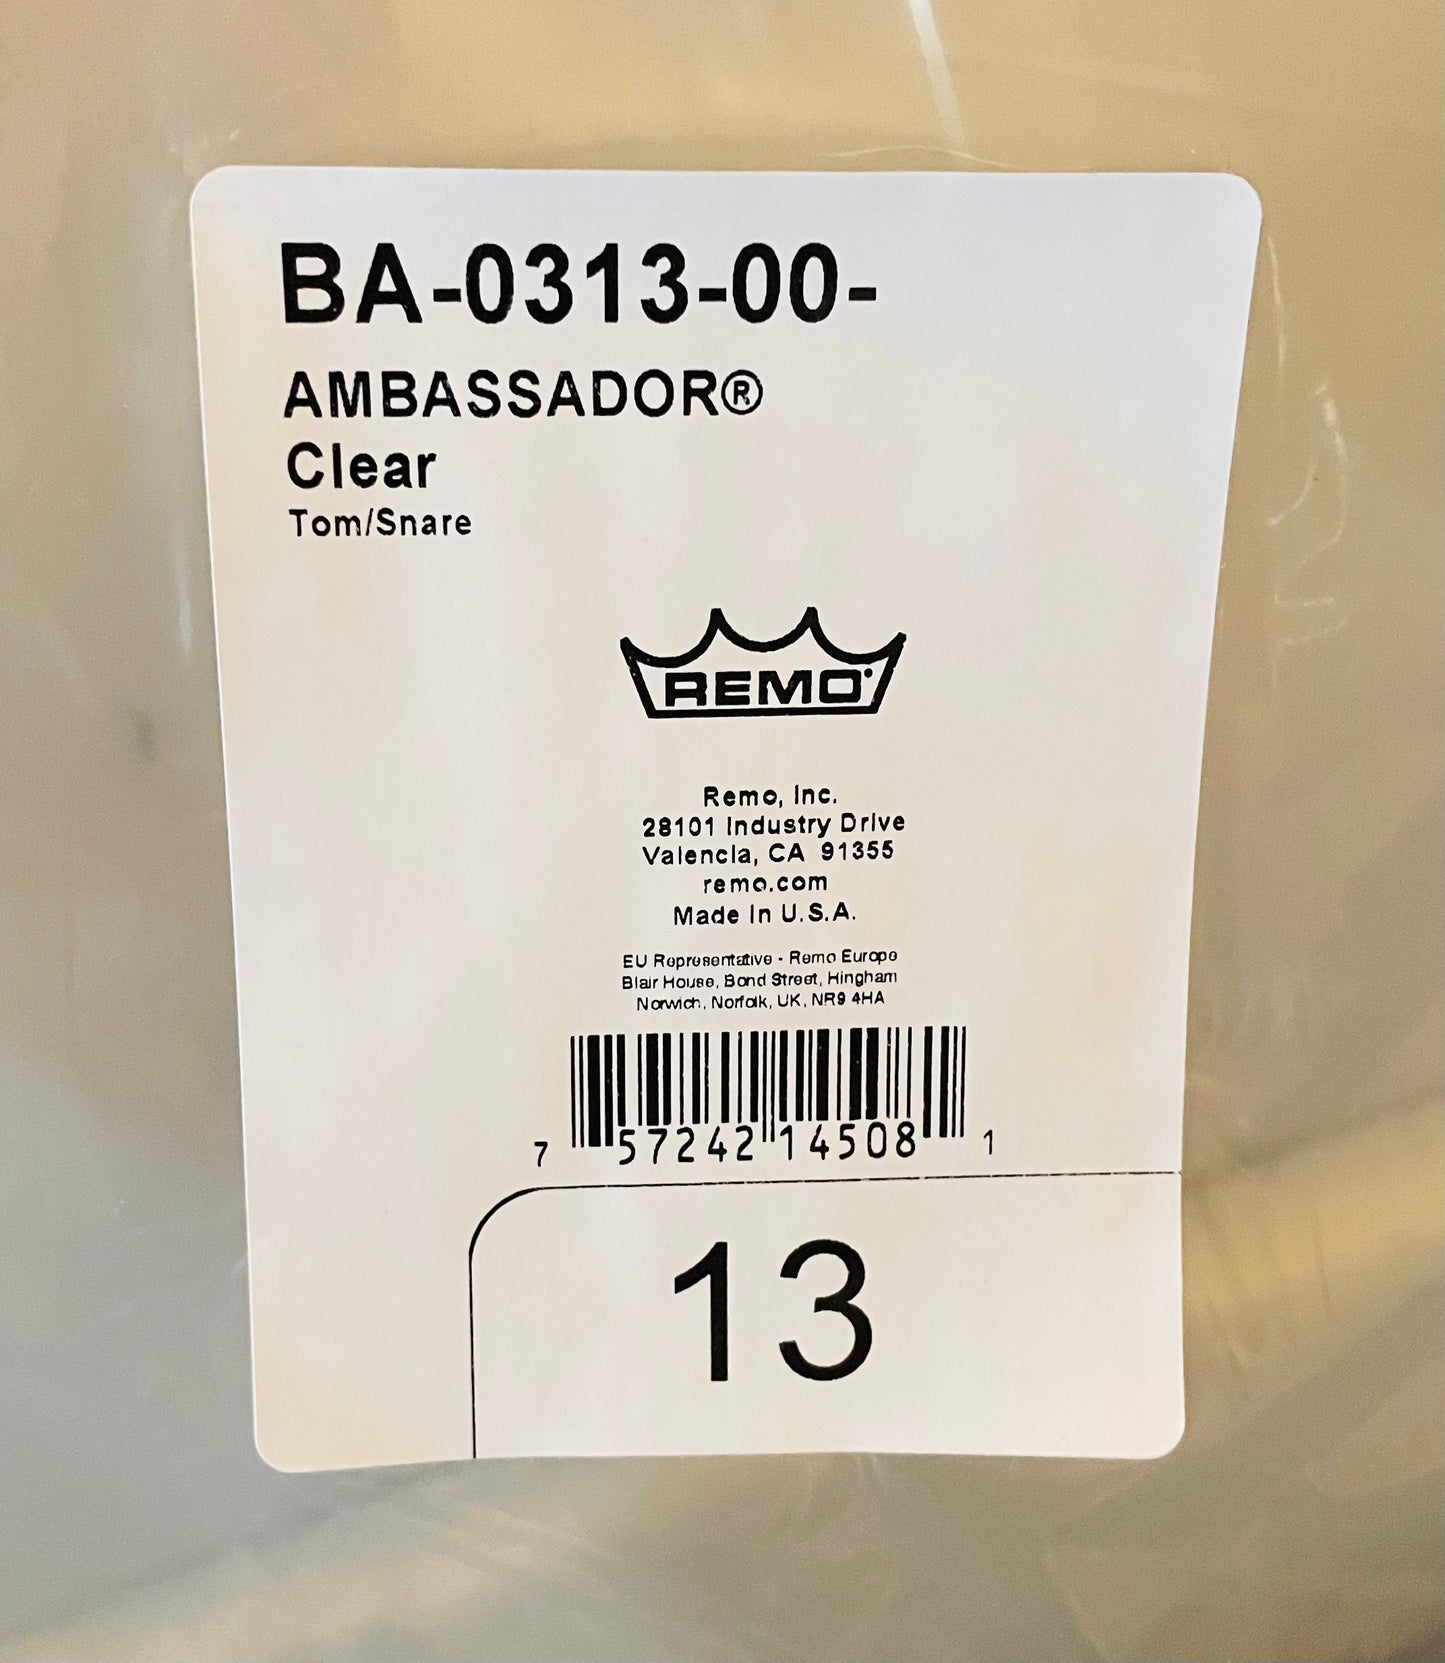 BA-0313-00-
AMBASSADOR®
Clear
Tom/Snare
REMO
Remo, Inc.
28101 Industry Drive
Valencia, CA 91355
remo.com
Made In U.S.A.
EU Representative - Remo Europe
Blair House, Bond Street, Hingham
Norwich, Norfolk, UK, NR9 4HA
7 57242 14508 1
13